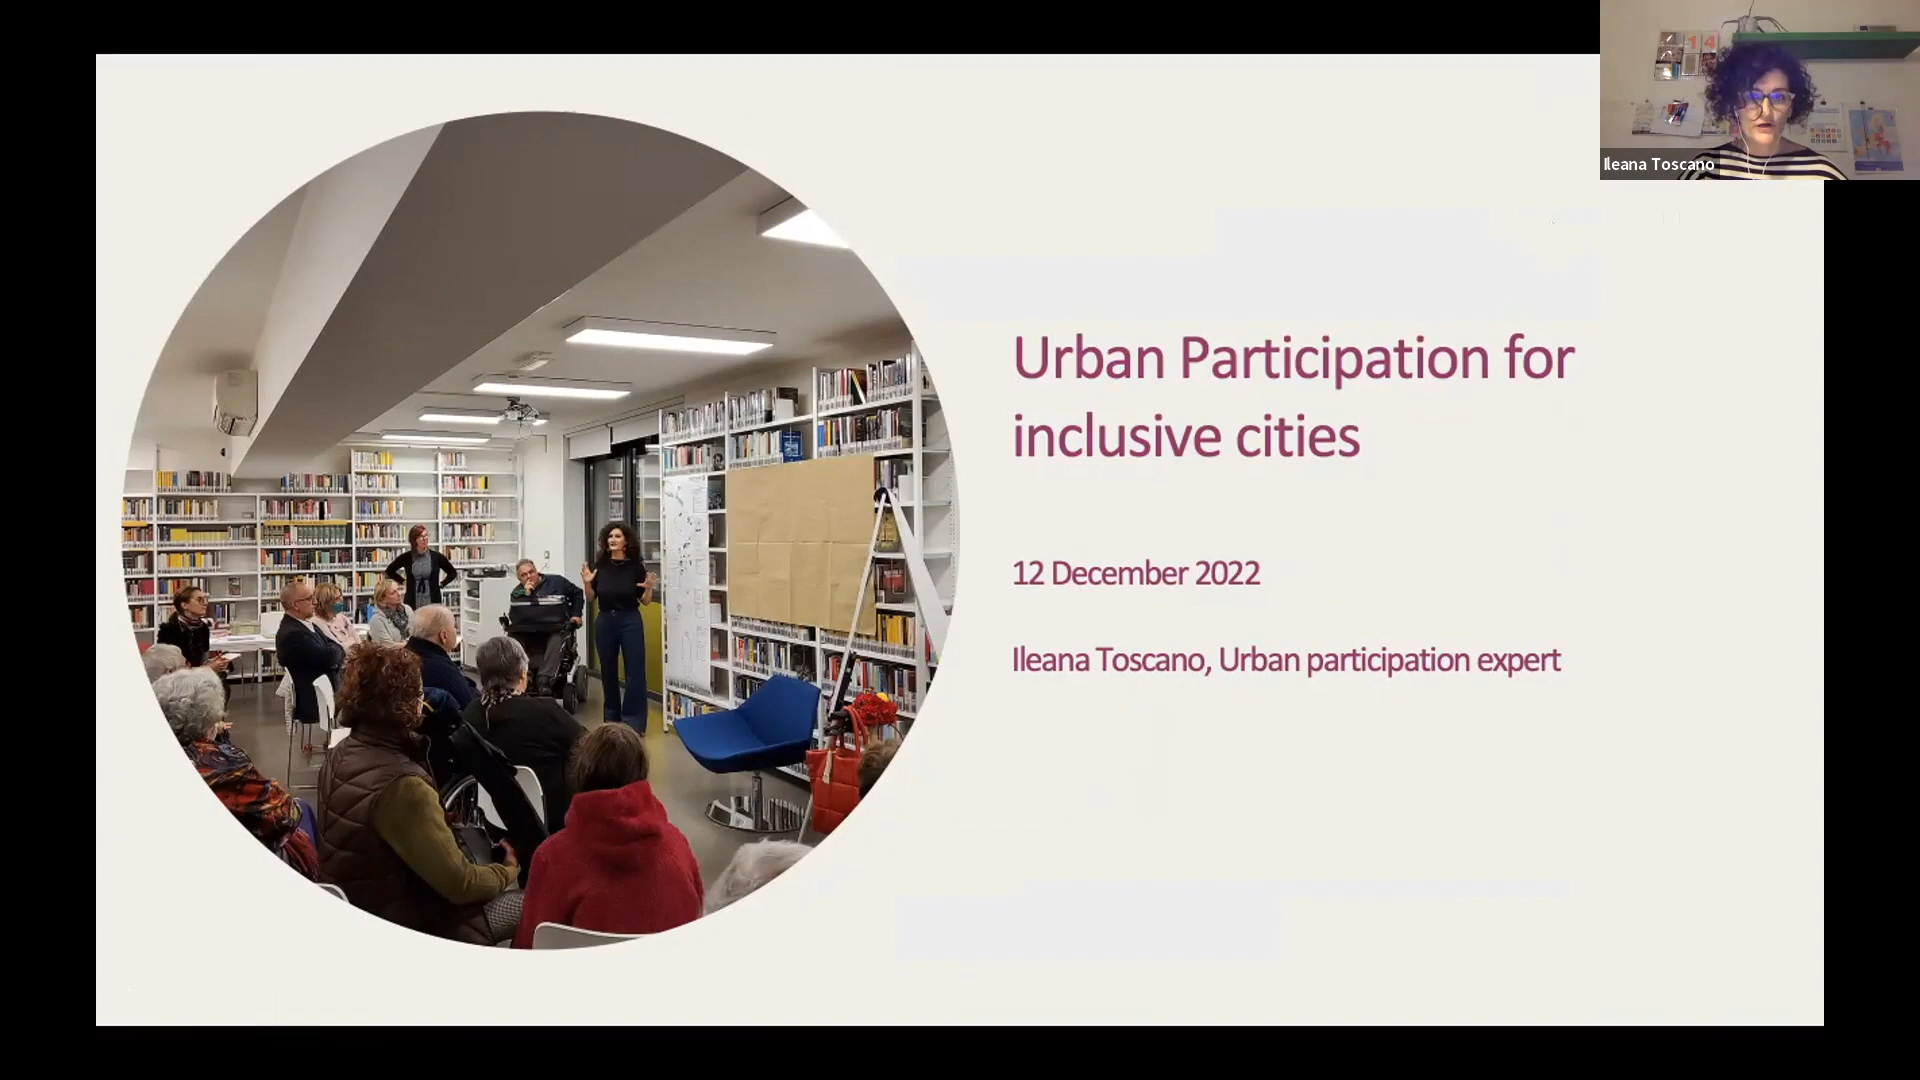 Ileana Toscano
Urban Participation for
inclusive cities
12 December 2022
Ileana Toscano, Urban participation expert